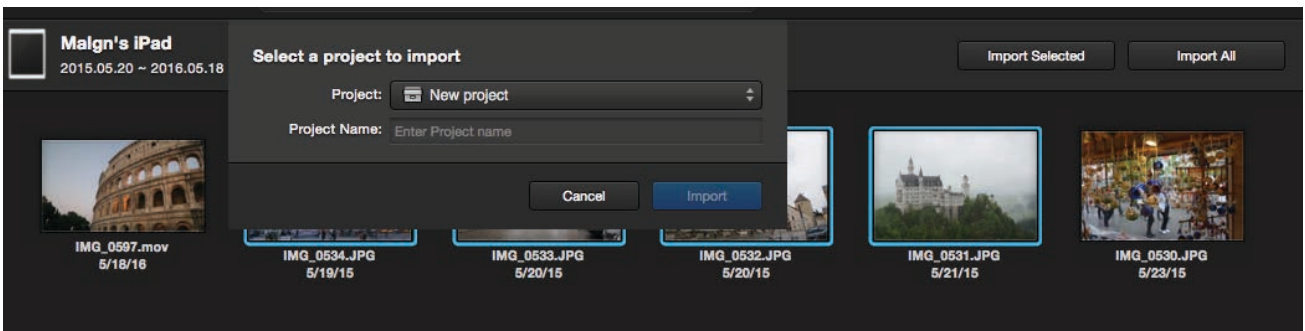 Malgn's iPad
2015.05.20 ~ 2016.05.18
Select a project to import
Project: New project
Project Name: Enter Project name
Cancel Import
Import Selected Import All
IMG_0597.mov
5/18/16
IMG_0534.JPG
5/19/15
IMG_0533.JPG
5/20/15
IMG_0532.JPG
5/20/15
IMG_0531.JPG
5/21/15
IMG_0530.JPG
5/23/15